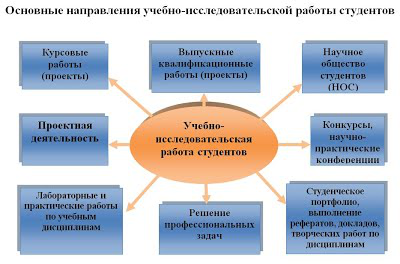 Основные направления учебно-исследовательской работы студентов
Курсовые
работы
(проекты)
Выпускные
квалификационные
работы (проекты)
Научное
общество
студентов
(НОС)
Проектная
деятельность
Учебно-
исследовательская
работа студентов
Конкурсы,
научно-
практические
конференции
Лабораторные и
практические работы
по учебным
дисциплинам
Решение
профессиональных
задач
Студенческое
портфолио,
выполнение
рефератов, докладов,
творческих работ по
дисциплинам